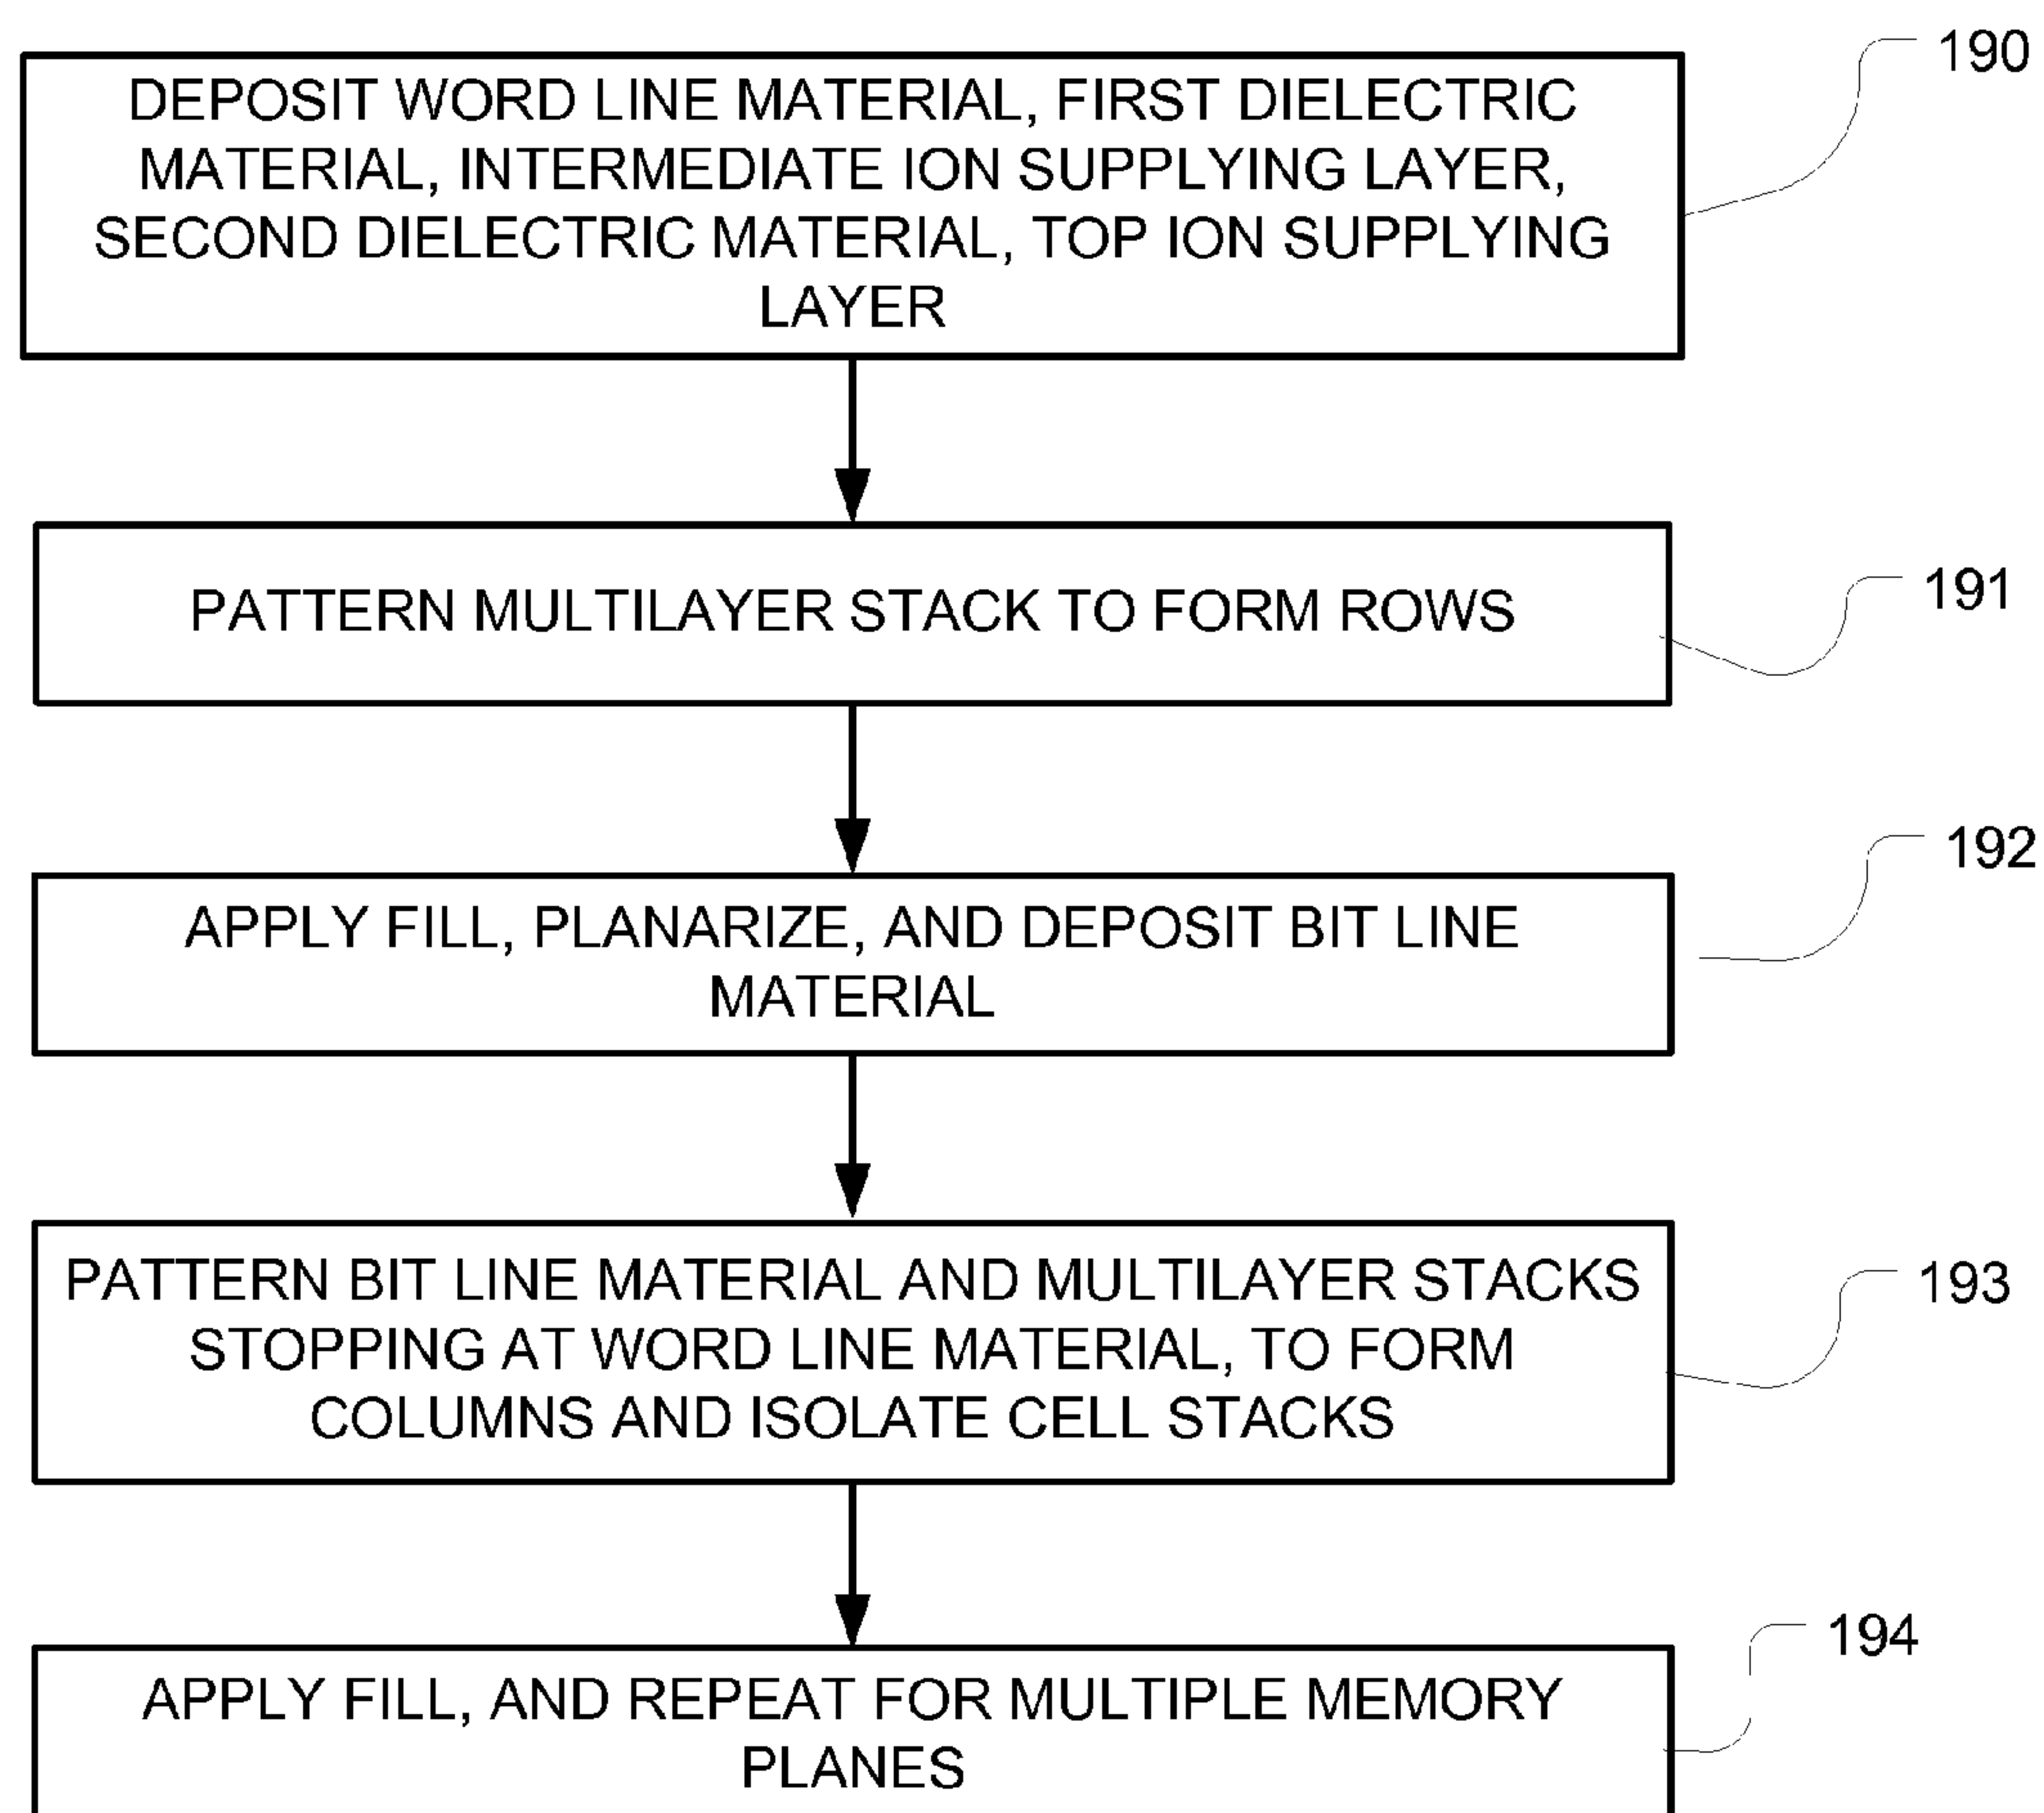 190
DEPOSIT WORD LINE MATERIAL, FIRST DIELECTRIC
MATERIAL, INTERMEDIATE ION SUPPLYING LAYER,
SECOND DIELECTRIC MATERIAL, TOP ION SUPPLYING
LAYER
191
PATTERN MULTILAYER STACK TO FORM ROWS
192
APPLY FILL, PLANARIZE, AND DEPOSIT BIT LINE
MATERIAL
193
PATTERN BIT LINE MATERIAL AND MULTILAYER STACKS
STOPPING AT WORD LINE MATERIAL, TO FORM
COLUMNS AND ISOLATE CELL STACKS
194
APPLY FILL, AND REPEAT FOR MULTIPLE MEMORY
PLANES